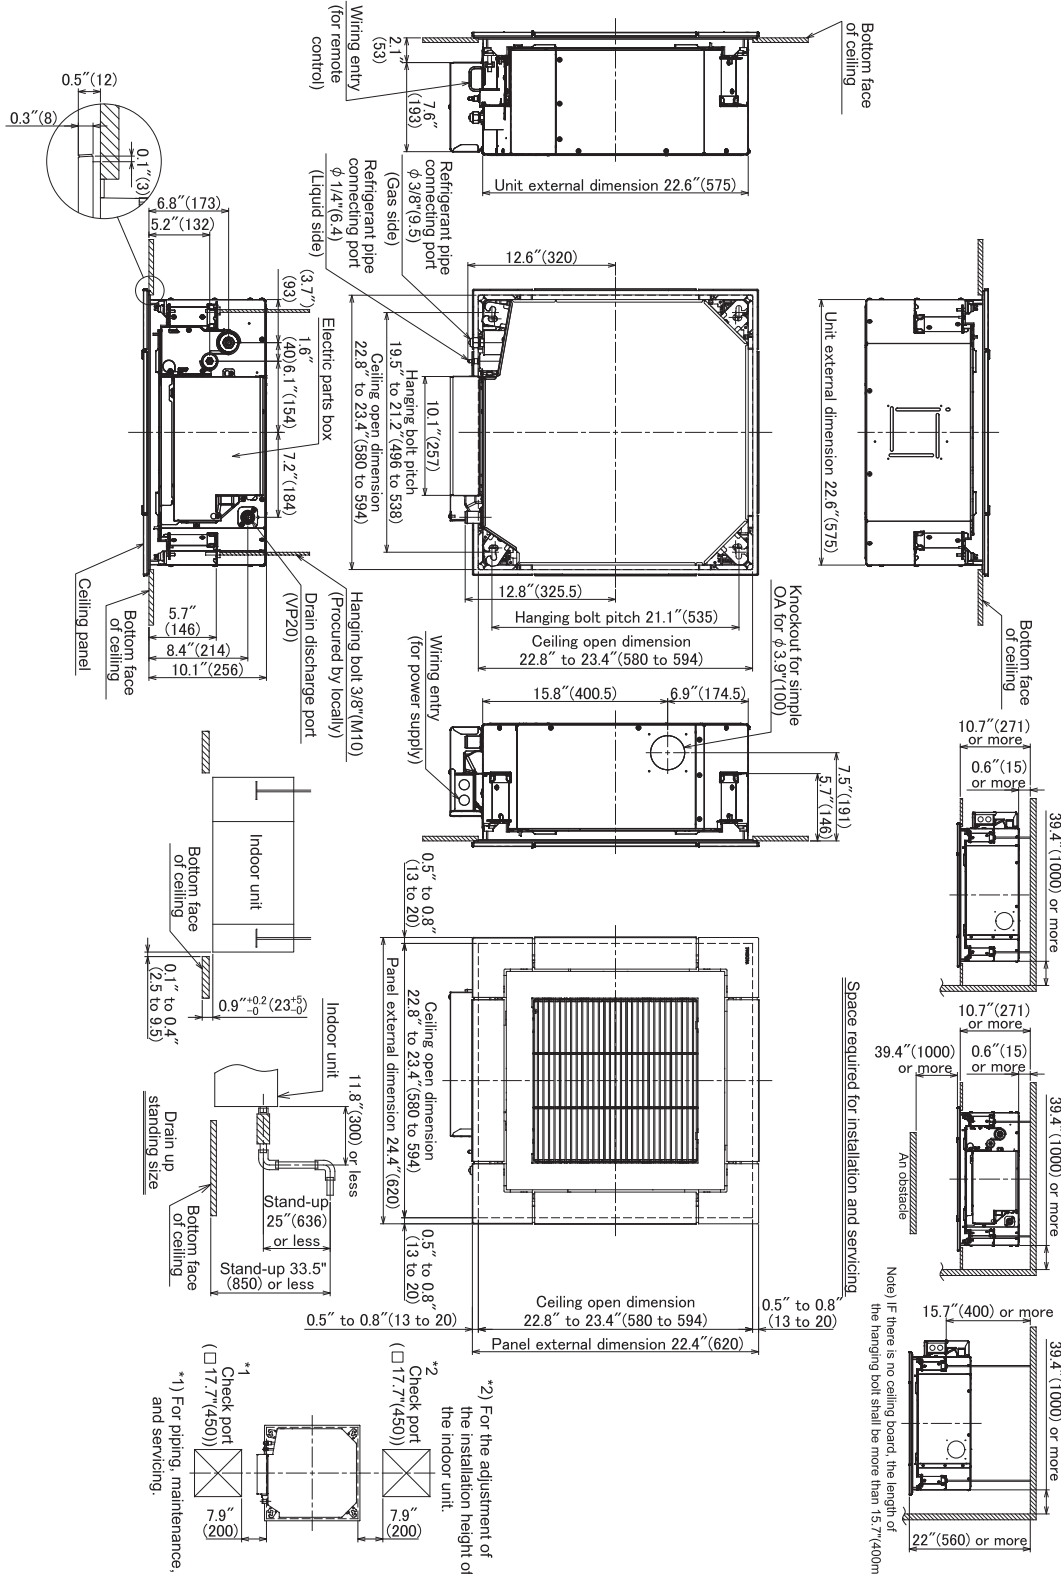 Wiring entry
(for remote
control)
2.1″
(53)
7.6″
(193)
Bottom face
of ceiling
Unit external dimension 22.6″(575)
0.5″(12)
0.3″(8)
0.1″(3)
6.8″(173)
5.2″(132)
Refrigerant pipe
connecting port
φ3/8"(9.5)
(Gas side)
Refrigerant pipe
connecting port
φ1/4"(6.4)
(Liquid side)
12.6″(320)
Hanging bolt pitch
19.5″ to 21.2″(496 to 538)
Ceiling open dimension
22.8″ to 23.4″(580 to 594)
10.1″(257)
Unit external dimension 22.6″(575)
(3.7″)
(93)
1.6″
(40)
6.1″(154)
7.2″(184)
Electric parts box
12.8″(325.5)
Hanging bolt pitch 21.1″(535)
Ceiling open dimension
22.8″ to 23.4″(580 to 594)
Bottom face
of ceiling
Ceiling panel
Bottom face
of ceiling
5.7″
(146)
8.4″(214)
10.1″(256)
Drain discharge port
(VP20)
Hanging bolt 3/8"(M10)
(Procured by locally)
Wiring entry
(for power supply)
Knockout for simple
OA for φ3.9"(100)
15.8″(400.5)
6.9″(174.5)
7.5″(191)
5.7″(146)
10.7″(271)
or more
0.6″(15)
or more
39.4″(1000) or more
Indoor unit
Bottom face
of ceiling
0.1″ to 0.4″
(2.5 to 9.5)
0.9″+0.2 -0 (23+5 -0)
0.5″ to 0.8″
(13 to 20)
Ceiling open dimension
22.8″ to 23.4″(580 to 594)
Panel external dimension 24.4″(620)
0.5″ to 0.8″
(13 to 20)
Space required for installation and servicing
10.7″(271)
or more
0.6″(15)
or more
39.4″(1000)
or more
39.4″(1000) or more
An obstacle
Indoor unit
11.8″(300) or less
Drain up
standing size
Stand-up
25″(636)
or less
Stand-up 33.5"
(850) or less
Bottom face
of ceiling
0.5″ to 0.8″(13 to 20)
Ceiling open dimension
22.8″ to 23.4″(580 to 594)
0.5″ to 0.8″
(13 to 20)
Panel external dimension 22.4″(620)
Note) IF there is no ceiling board, the length of
the hanging bolt shall be more than 15.7"(400m
15.7″(400) or more
39.4″(1000) or more
22″(560) or more
*1
Check port
(□17.7"(450))
*2
Check port
(□17.7"(450))
7.9″
(200)
7.9″
(200)
*1) For piping, maintenance,
and servicing.
*2) For the adjustment of
the installation height of
the indoor unit.